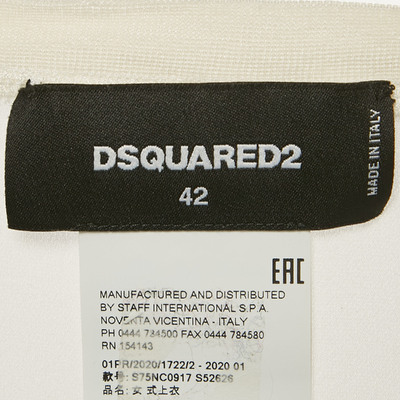 DSQUARED2
42
MADE IN ITALY
EAC
MANUFACTURED AND DISTRIBUTED
BY STAFF INTERNATIONAL S.P.A.
NOVENTA VICENTINA - ITALY
PH 0444 784500 FAX 0444 784580
RN 154143
01PR/2020/1722/2 - 2020 01
款号: S75NC0917 S52626
品名: 女 式上衣